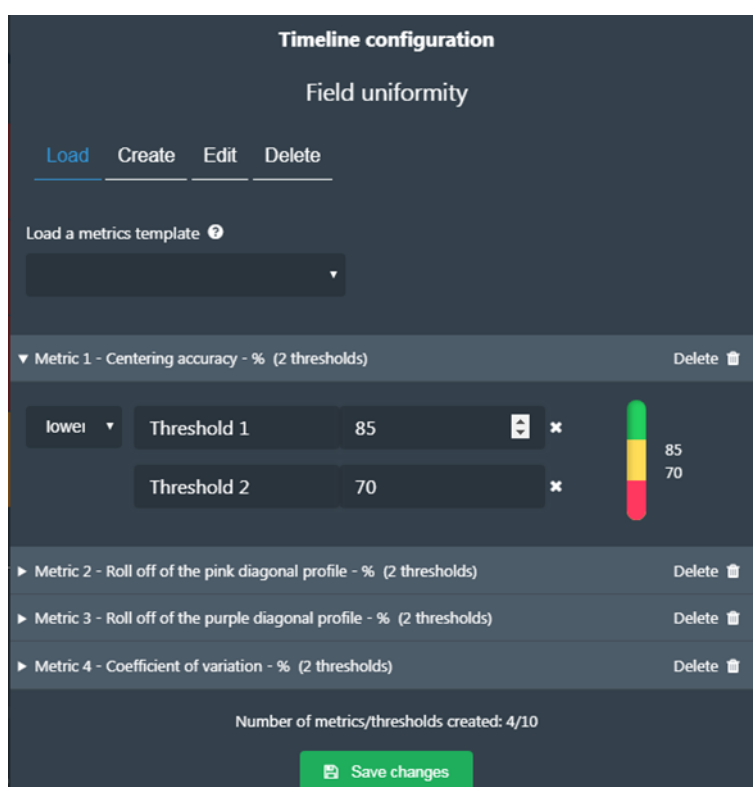 Timeline configuration
Field uniformity
Load Create Edit Delete
Load a metrics template ?
Metric 1 - Centering accuracy - % (2 thresholds) Delete
lower Threshold 1 85
85
70
Threshold 2 70
Metric 2 - Roll off of the pink diagonal profile - % (2 thresholds) Delete
Metric 3 - Roll off of the purple diagonal profile - % (2 thresholds) Delete
Metric 4 - Coefficient of variation - % (2 thresholds) Delete
Number of metrics/thresholds created: 4/10
Save changes